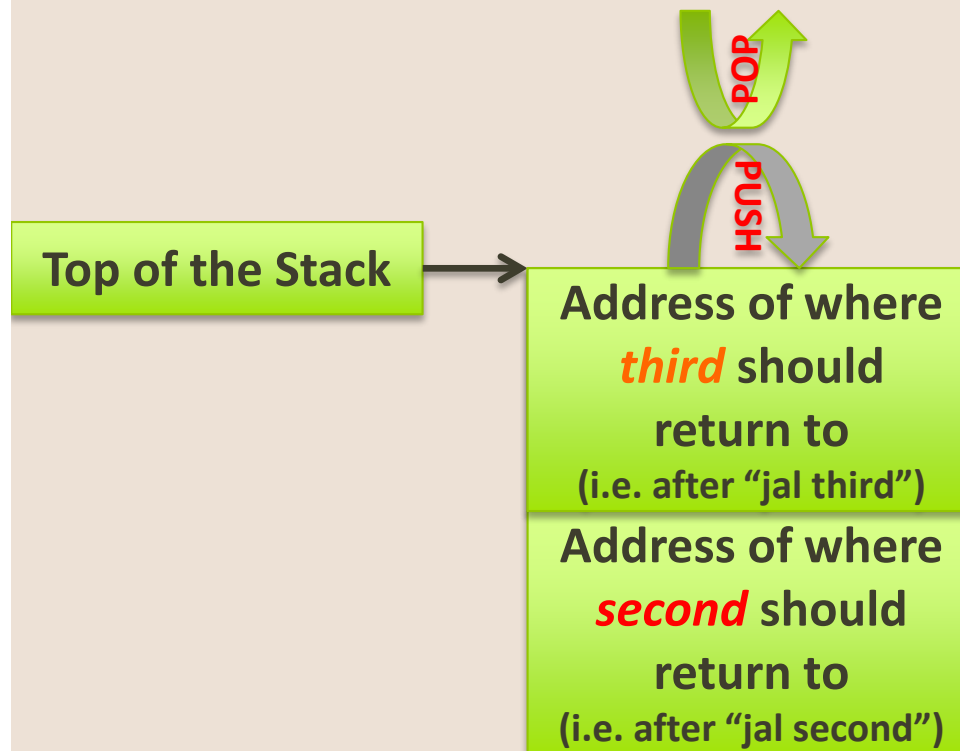 POP
PUSH
Top of the Stack
Address of where
third should
return to
(i.e. after “jal third”)
Address of where
second should
return to
(i.e. after “jal second”)